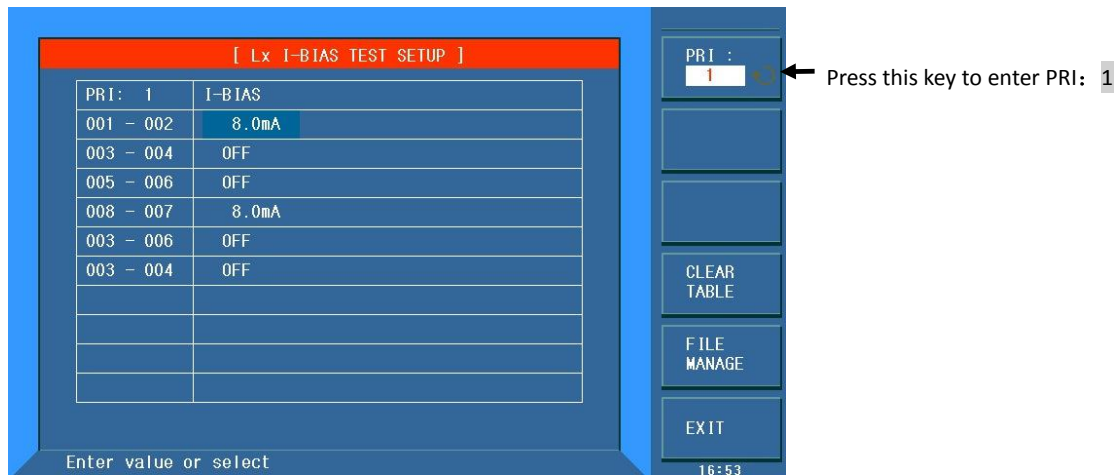 [ Lx I-BIAS TEST SETUP ]
PRI: 1 I-BIAS
001 - 002 8.0mA
003 - 004 OFF
005 - 006 OFF
008 - 007 8.0mA
003 - 006 OFF
003 - 004 OFF
Enter value or select
PRI :
1
CLEAR
TABLE
FILE
MANAGE
EXIT
16:53
Press this key to enter PRI：1